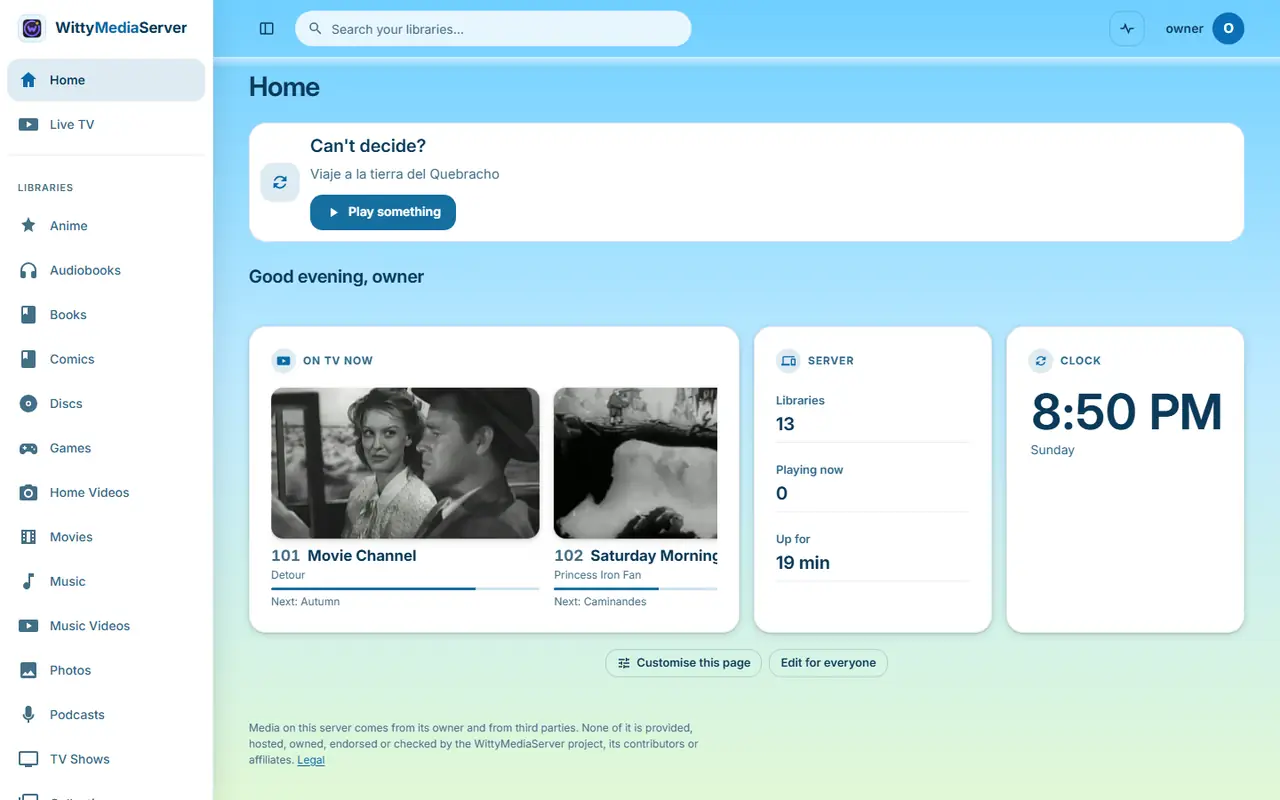 WittyMediaServer
Search your libraries...
owner
O
Home
Live TV
LIBRARIES
Anime
Audiobooks
Books
Comics
Discs
Games
Home Videos
Movies
Music
Music Videos
Photos
Podcasts
TV Shows
Home
Can't decide?
Viaje a la tierra del Quebracho
Play something
Good evening, owner
ON TV NOW
101 Movie Channel
Detour
Next: Autumn
102 Saturday Morning
Princess Iron Fan
Next: Caminandes
SERVER
Libraries
13
Playing now
0
Up for
19 min
CLOCK
8:50 PM
Sunday
Customise this page
Edit for everyone
Media on this server comes from its owner and from third parties. None of it is provided,
hosted, owned, endorsed or checked by the WittyMediaServer project, its contributors or
affiliates. Legal